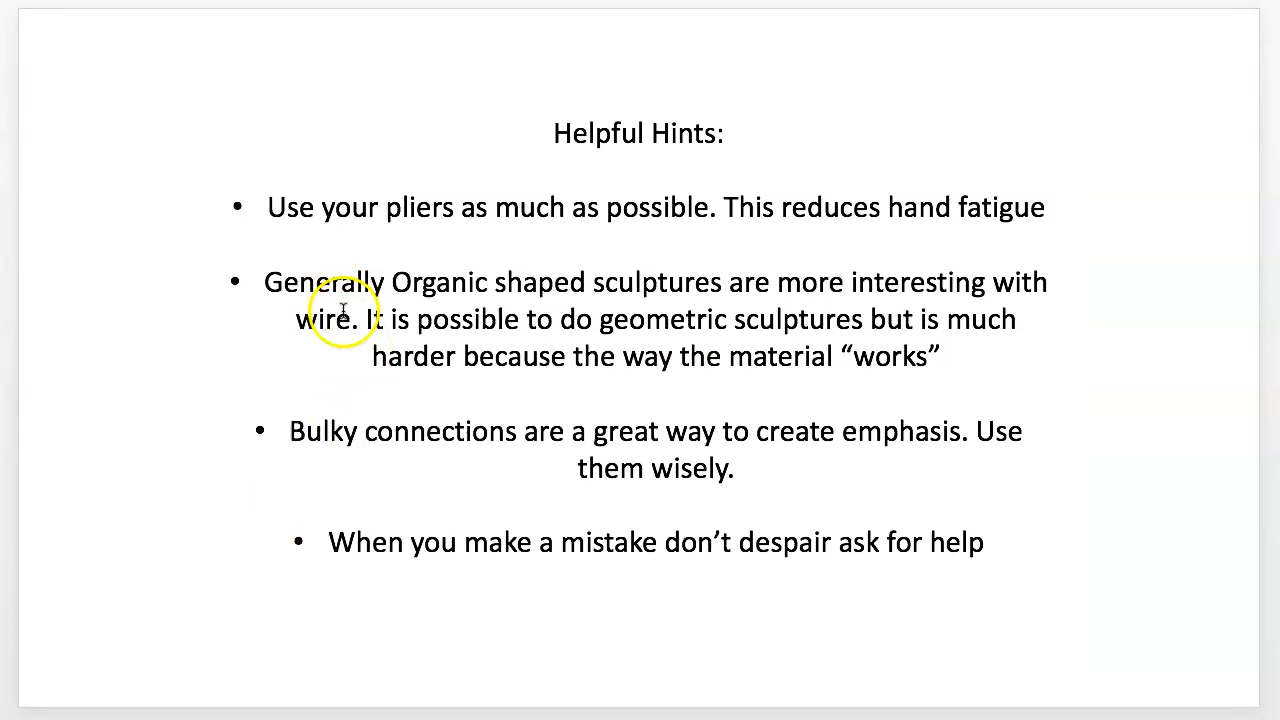 Helpful Hints:
• Use your pliers as much as possible. This reduces hand fatigue
• Generally Organic shaped sculptures are more interesting with
wire. It is possible to do geometric sculptures but is much
harder because the way the material “works”
• Bulky connections are a great way to create emphasis. Use
them wisely.
• When you make a mistake don’t despair ask for help